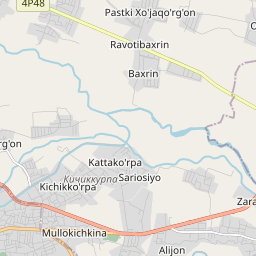 4P48
Pastki Xo'jaqo'rg'on
Ravotibaxrin
Baxrin
rg'on
Kattako'rpa
Кичиккурпа
Sariosiyo
Kichikko'rpa
Zara
Mullokichkina
Alijon